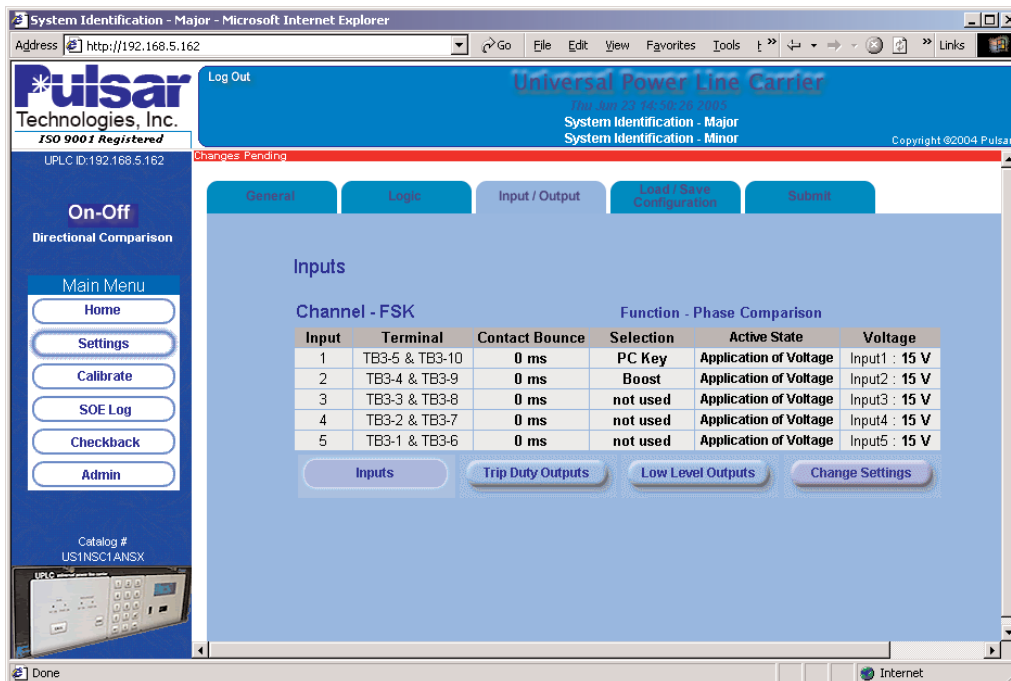 System Identification - Major - Microsoft Internet Explorer
Address http://192.168.5.162 Go File Edit View Favorites Tools Links
Pulsar
Technologies, Inc.
ISO 9001 Registered
Log Out
Universal Power Line Carrier
Thu Jun 23 14:50:26 2005
System Identification - Major
System Identification - Minor
Copyright ©2004 Pulsar
UPLC ID:192.168.5.162
Changes Pending
On-Off
Directional Comparison
Main Menu
Home
Settings
Calibrate
SOE Log
Checkback
Admin
Catalog #
US1NSC1ANSX
UPLC
General Logic Input / Output Load / Save Configuration Submit
Inputs
Channel - FSK Function - Phase Comparison
Input Terminal Contact Bounce Selection Active State Voltage
1 TB3-5 & TB3-10 0 ms PC Key Application of Voltage Input1 : 15 V
2 TB3-4 & TB3-9 0 ms Boost Application of Voltage Input2 : 15 V
3 TB3-3 & TB3-8 0 ms not used Application of Voltage Input3 : 15 V
4 TB3-2 & TB3-7 0 ms not used Application of Voltage Input4 : 15 V
5 TB3-1 & TB3-6 0 ms not used Application of Voltage Input5 : 15 V
Inputs Trip Duty Outputs Low Level Outputs Change Settings
Done Internet